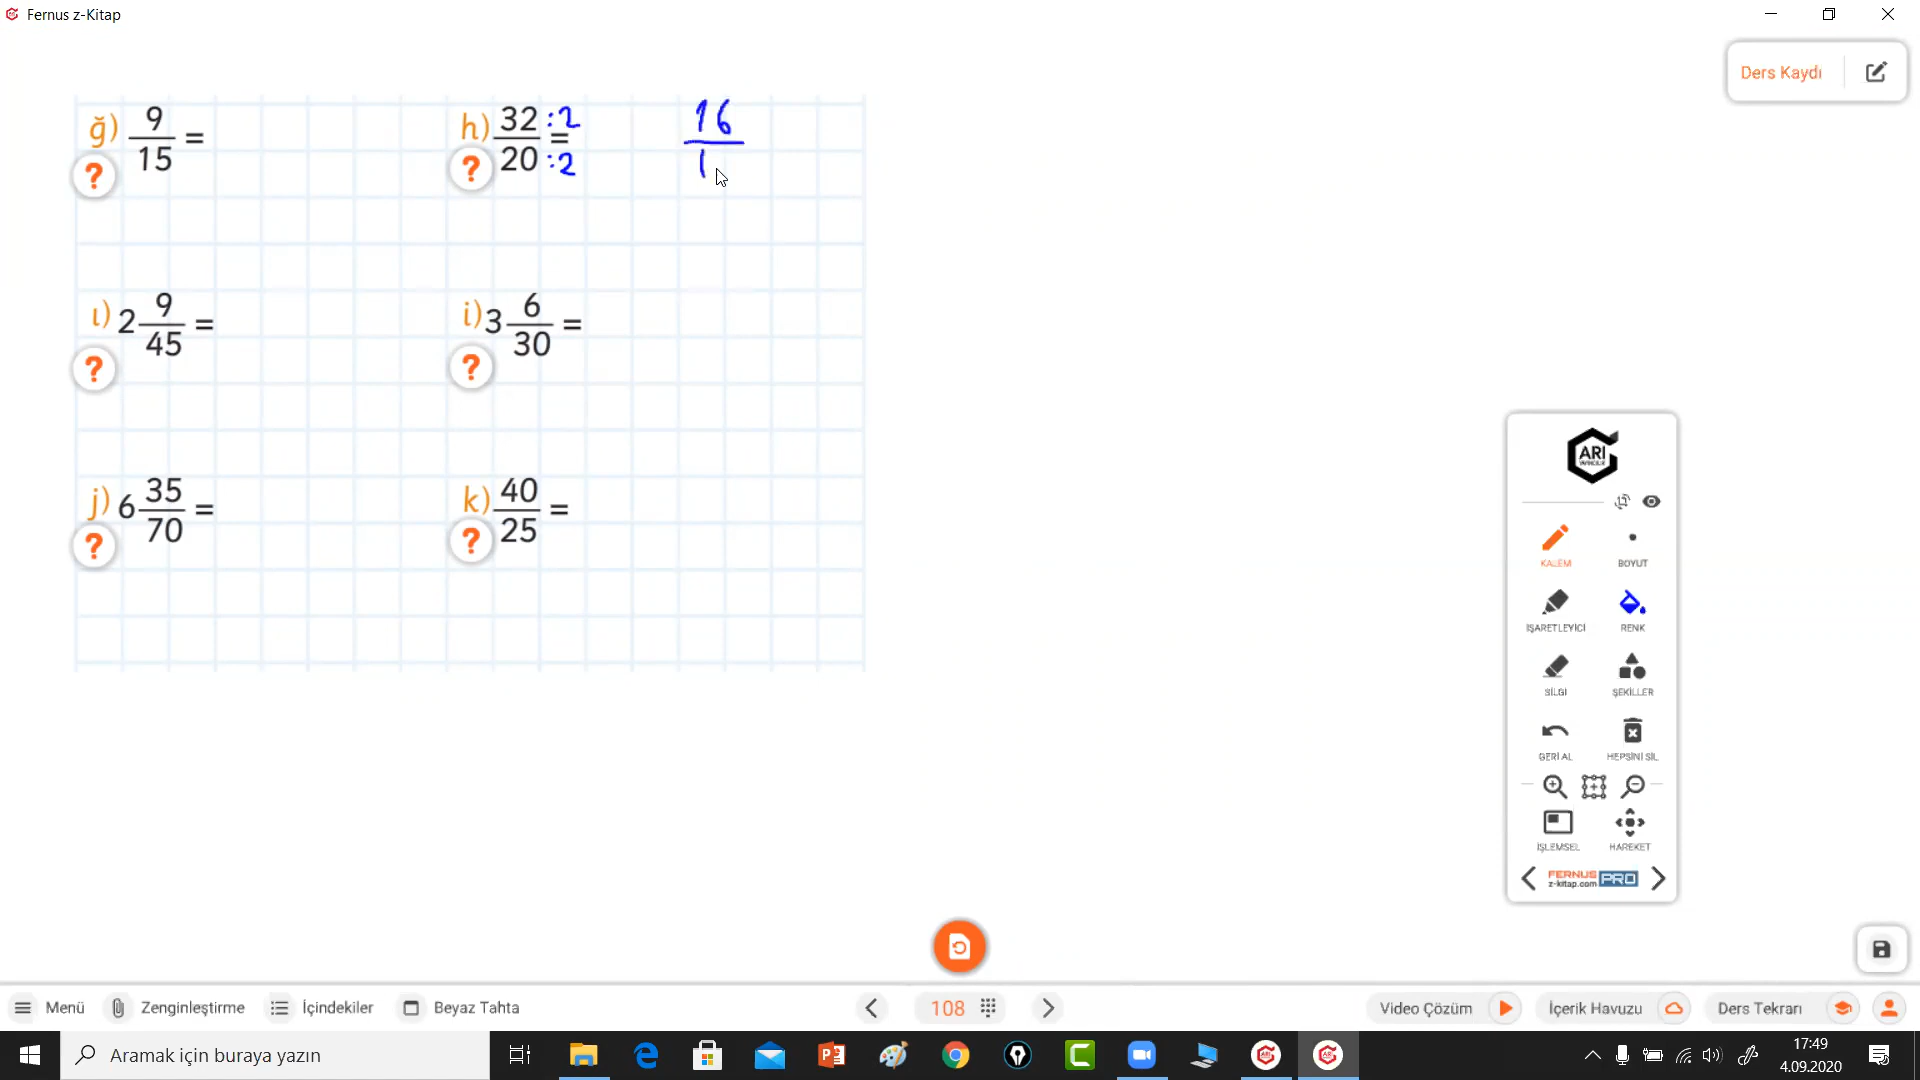 Fernus z-Kitap
Ders Kaydı
ğ) 9/15 =
h) 32/20 = :2 :2 16/1
?
?
ı) 2 9/45 =
i) 3 6/30 =
?
?
j) 6 35/70 =
k) 40/25 =
?
?
ARI
YAYINCILIK
KALEM
BOYUT
İŞARETLEYİCİ
RENK
SİLGİ
ŞEKİLLER
GERİ AL
HEPSİNİ SİL
İŞLEMSEL
HAREKET
FERNUS
z-kitap.com PRO
Menü
Zenginleştirme
İçindekiler
Beyaz Tahta
108
Video Çözüm
İçerik Havuzu
Ders Tekrarı
Aramak için buraya yazın
17:49
4.09.2020